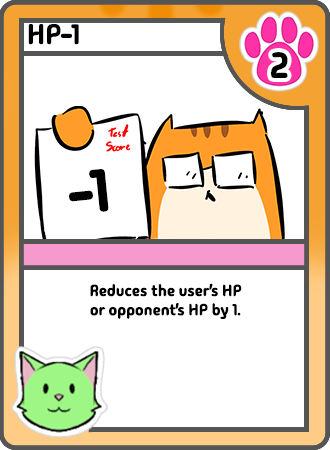 HP-1
2
Test
Score
-1
Reduces the user's HP
or opponent's HP by 1.